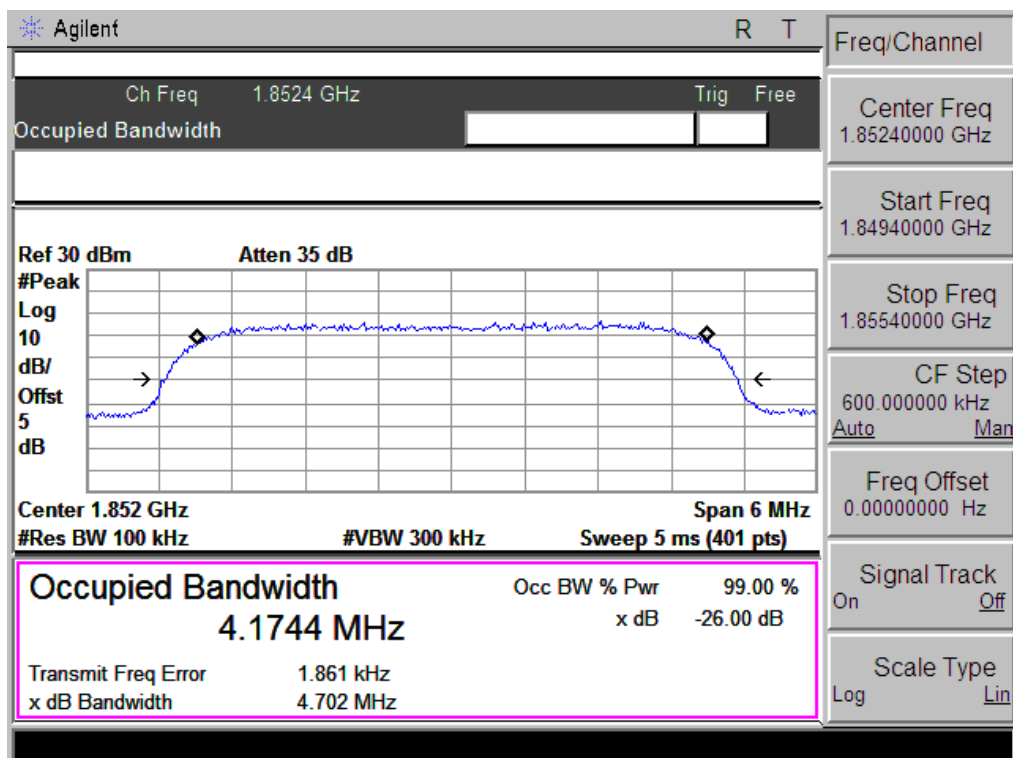 Agilent R T
Ch Freq 1.8524 GHz Trig Free
Occupied Bandwidth
Ref 30 dBm Atten 35 dB
#Peak
Log
10
dB/
Offst
5
dB
Center 1.852 GHz Span 6 MHz
#Res BW 100 kHz #VBW 300 kHz Sweep 5 ms (401 pts)
Occupied Bandwidth Occ BW % Pwr 99.00 %
4.1744 MHz x dB -26.00 dB
Transmit Freq Error 1.861 kHz
x dB Bandwidth 4.702 MHz
Freq/Channel
Center Freq
1.85240000 GHz
Start Freq
1.84940000 GHz
Stop Freq
1.85540000 GHz
CF Step
600.000000 kHz
Auto Man
Freq Offset
0.00000000 Hz
Signal Track
On Off
Scale Type
Log Lin